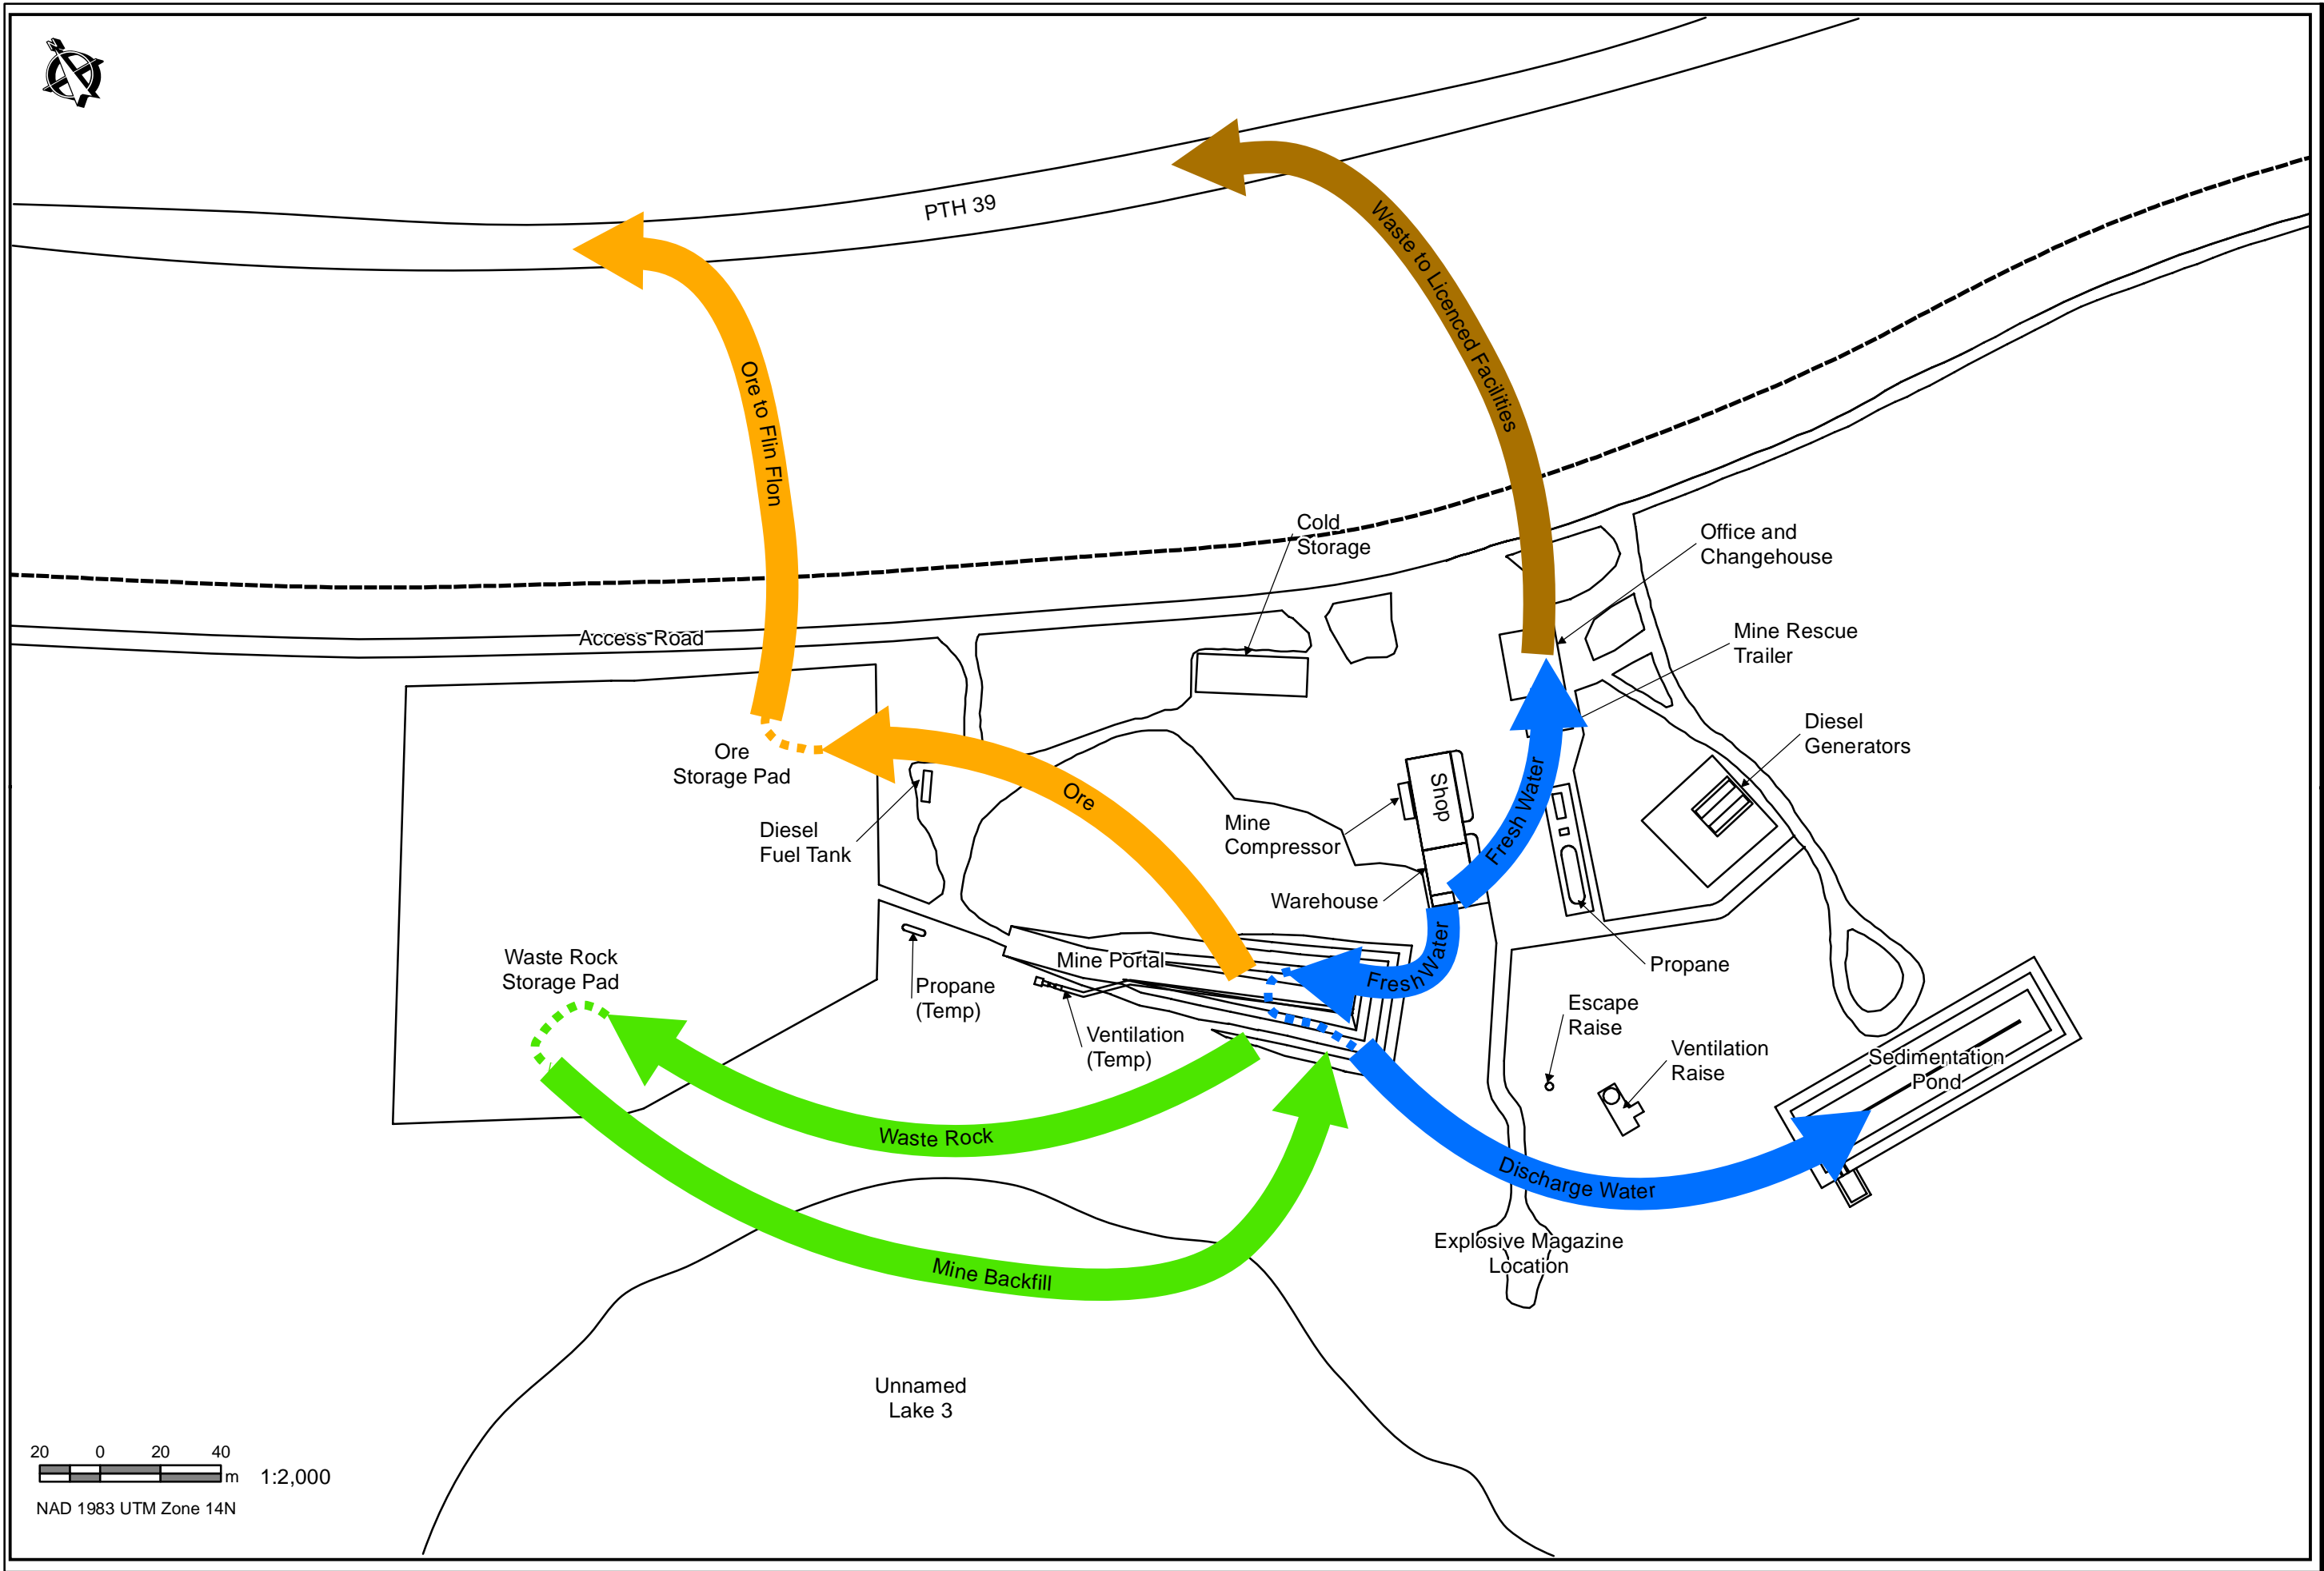 N
PTH 39
Waste to Licenced Facilities
Ore to Flin Flon
Cold
Storage
Office and
Changehouse
Access Road
Mine Rescue
Trailer
Diesel
Generators
Ore
Storage Pad
Ore
Shop
Fresh Water
Diesel
Fuel Tank
Mine
Compressor
Warehouse
Mine Portal
Fresh Water
Propane
Waste Rock
Storage Pad
Propane
(Temp)
Ventilation
(Temp)
Escape
Raise
Ventilation
Raise
Sedimentation
Pond
Waste Rock
Discharge Water
Explosive Magazine
Location
Mine Backfill
Unnamed
Lake 3
20 0 20 40
m 1:2,000
NAD 1983 UTM Zone 14N